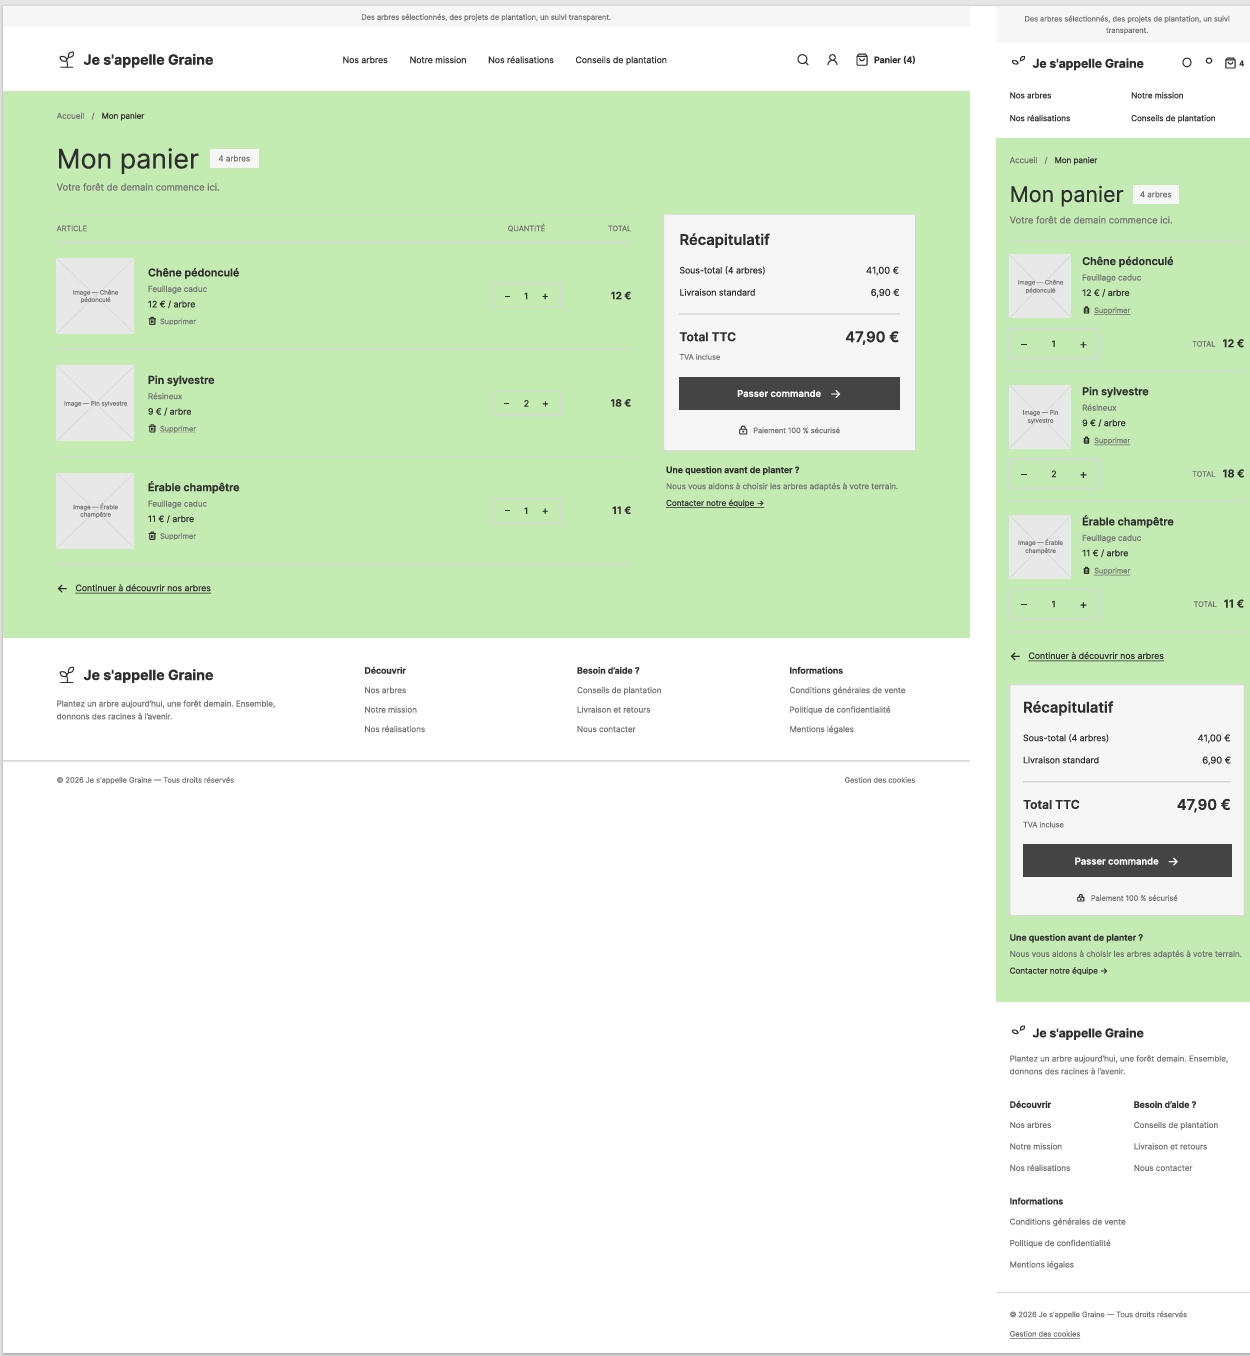 Des arbres sélectionnés, des projets de plantation, un suivi transparent.
Je s'appelle Graine
Nos arbres
Notre mission
Nos réalisations
Conseils de plantation
Panier (4)
Accueil / Mon panier
Mon panier
4 arbres
Votre forêt de demain commence ici.
ARTICLE
QUANTITÉ
TOTAL
Image — Chêne
pédonculé
Chêne pédonculé
Feuillage caduc
12 € / arbre
Supprimer
− 1 +
12 €
Image — Pin sylvestre
Pin sylvestre
Résineux
9 € / arbre
Supprimer
− 2 +
18 €
Image — Érable
champêtre
Érable champêtre
Feuillage caduc
11 € / arbre
Supprimer
− 1 +
11 €
← Continuer à découvrir nos arbres
Récapitulatif
Sous-total (4 arbres) 41,00 €
Livraison standard 6,90 €
Total TTC 47,90 €
TVA incluse
Passer commande →
Paiement 100 % sécurisé
Une question avant de planter ?
Nous vous aidons à choisir les arbres adaptés à votre terrain.
Contacter notre équipe →
Je s'appelle Graine
Plantez un arbre aujourd'hui, une forêt demain. Ensemble,
donnons des racines à l'avenir.
Découvrir
Nos arbres
Notre mission
Nos réalisations
Besoin d'aide ?
Conseils de plantation
Livraison et retours
Nous contacter
Informations
Conditions générales de vente
Politique de confidentialité
Mentions légales
© 2026 Je s'appelle Graine — Tous droits réservés
Gestion des cookies
Des arbres sélectionnés, des projets de plantation, un suivi
transparent.
Je s'appelle Graine
4
Nos arbres
Notre mission
Nos réalisations
Conseils de plantation
Accueil / Mon panier
Mon panier
4 arbres
Votre forêt de demain commence ici.
Image — Chêne
pédonculé
Chêne pédonculé
Feuillage caduc
12 € / arbre
Supprimer
− 1 +
TOTAL 12 €
Image — Pin
sylvestre
Pin sylvestre
Résineux
9 € / arbre
Supprimer
− 2 +
TOTAL 18 €
Image — Érable
champêtre
Érable champêtre
Feuillage caduc
11 € / arbre
Supprimer
− 1 +
TOTAL 11 €
← Continuer à découvrir nos arbres
Récapitulatif
Sous-total (4 arbres) 41,00 €
Livraison standard 6,90 €
Total TTC 47,90 €
TVA incluse
Passer commande →
Paiement 100 % sécurisé
Une question avant de planter ?
Nous vous aidons à choisir les arbres adaptés à votre terrain.
Contacter notre équipe →
Je s'appelle Graine
Plantez un arbre aujourd'hui, une forêt demain. Ensemble,
donnons des racines à l'avenir.
Découvrir
Nos arbres
Notre mission
Nos réalisations
Besoin d'aide ?
Conseils de plantation
Livraison et retours
Nous contacter
Informations
Conditions générales de vente
Politique de confidentialité
Mentions légales
© 2026 Je s'appelle Graine — Tous droits réservés
Gestion des cookies